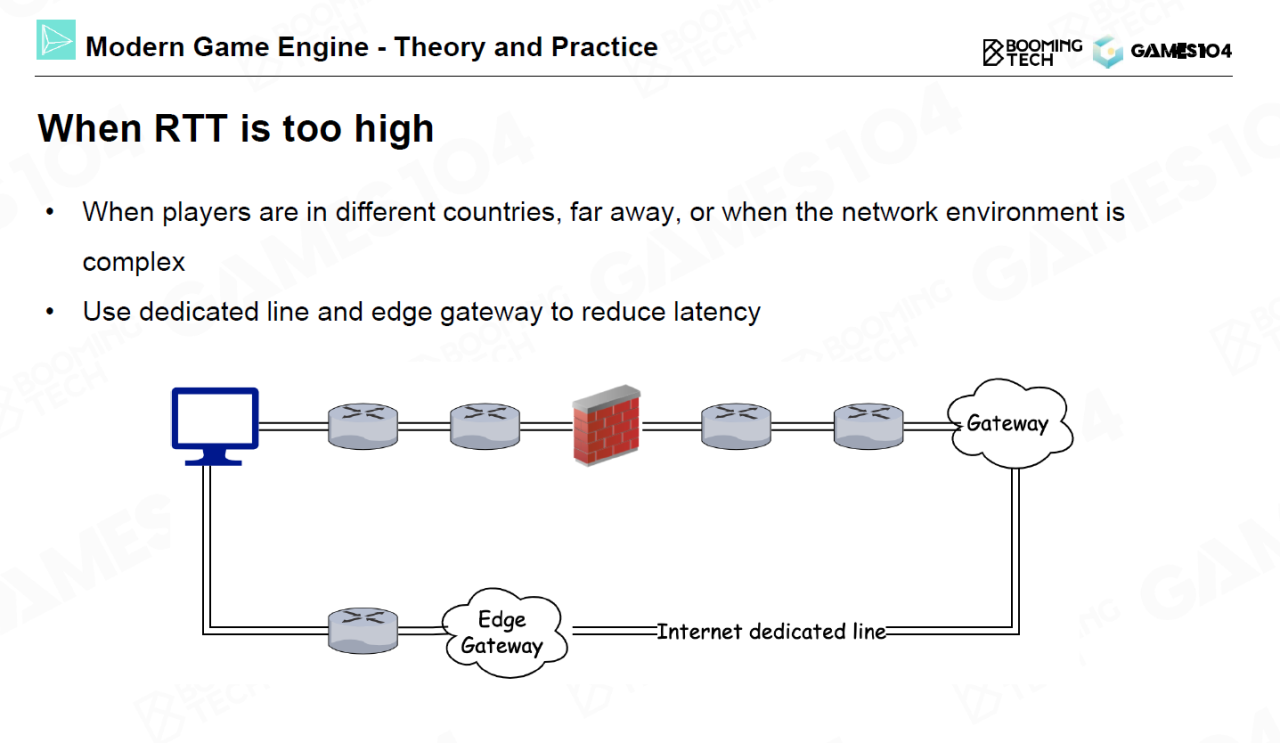 Modern Game Engine - Theory and Practice
BOOMING
TECH
GAMES104
When RTT is too high
• When players are in different countries, far away, or when the network environment is
complex
• Use dedicated line and edge gateway to reduce latency
Gateway
Edge
Gateway
Internet dedicated line